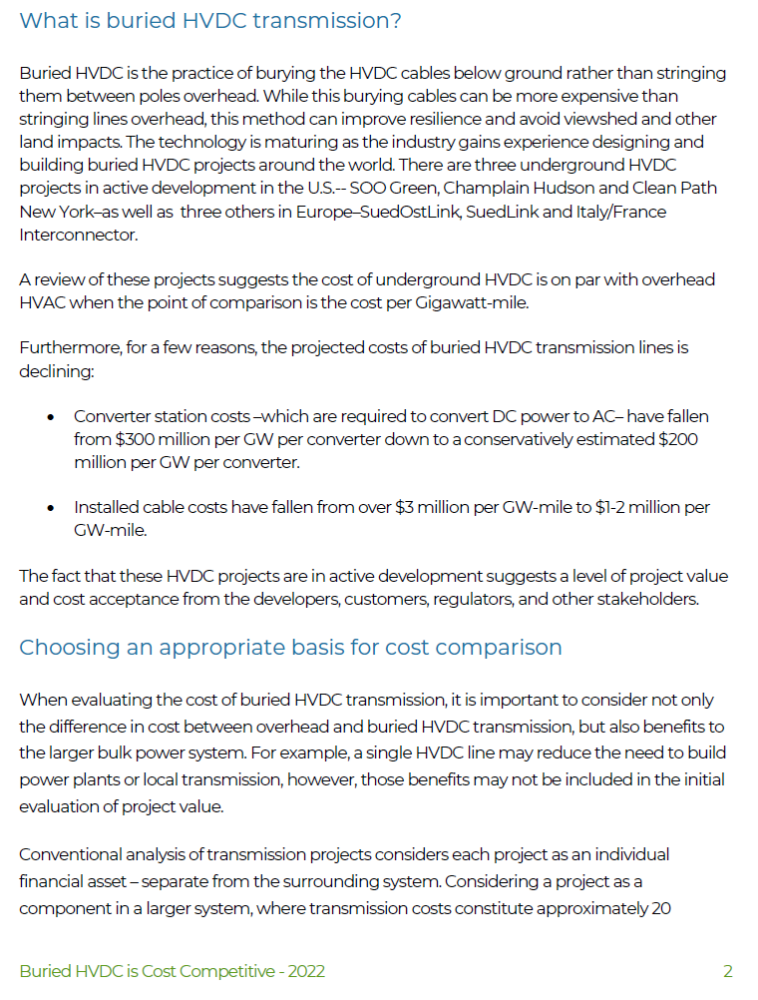 What is buried HVDC transmission?
Buried HVDC is the practice of burying the HVDC cables below ground rather than stringing
them between poles overhead. While this burying cables can be more expensive than
stringing lines overhead, this method can improve resilience and avoid viewshed and other
land impacts. The technology is maturing as the industry gains experience designing and
building buried HVDC projects around the world. There are three underground HVDC
projects in active development in the U.S.-- SOO Green, Champlain Hudson and Clean Path
New York–as well as  three others in Europe–SuedOstLink, SuedLink and Italy/France
Interconnector.
A review of these projects suggests the cost of underground HVDC is on par with overhead
HVAC when the point of comparison is the cost per Gigawatt-mile.
Furthermore, for a few reasons, the projected costs of buried HVDC transmission lines is
declining:
• Converter station costs –which are required to convert DC power to AC– have fallen
from $300 million per GW per converter down to a conservatively estimated $200
million per GW per converter.
• Installed cable costs have fallen from over $3 million per GW-mile to $1-2 million per
GW-mile.
The fact that these HVDC projects are in active development suggests a level of project value
and cost acceptance from the developers, customers, regulators, and other stakeholders.
Choosing an appropriate basis for cost comparison
When evaluating the cost of buried HVDC transmission, it is important to consider not only
the difference in cost between overhead and buried HVDC transmission, but also benefits to
the larger bulk power system. For example, a single HVDC line may reduce the need to build
power plants or local transmission, however, those benefits may not be included in the initial
evaluation of project value.
Conventional analysis of transmission projects considers each project as an individual
financial asset – separate from the surrounding system. Considering a project as a
component in a larger system, where transmission costs constitute approximately 20
Buried HVDC is Cost Competitive - 2022 2